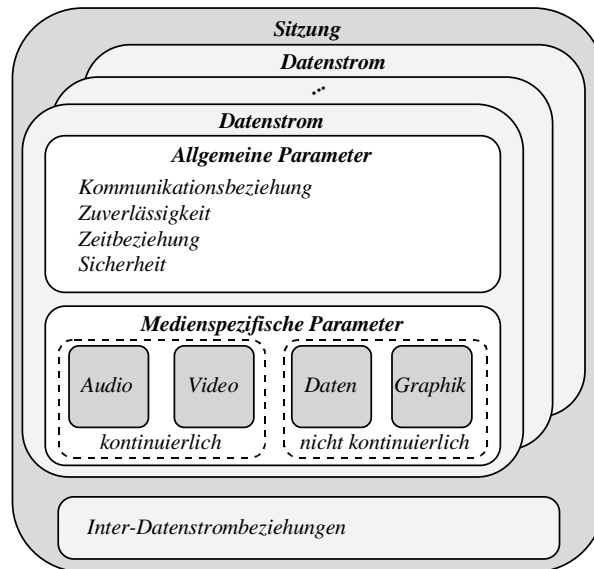 Sitzung
Datenstrom
...
Datenstrom
Allgemeine Parameter
Kommunikationsbeziehung
Zuverlässigkeit
Zeitbeziehung
Sicherheit
Medienspezifische Parameter
Audio Video Daten Graphik
kontinuierlich nicht kontinuierlich
Inter-Datenstrombeziehungen